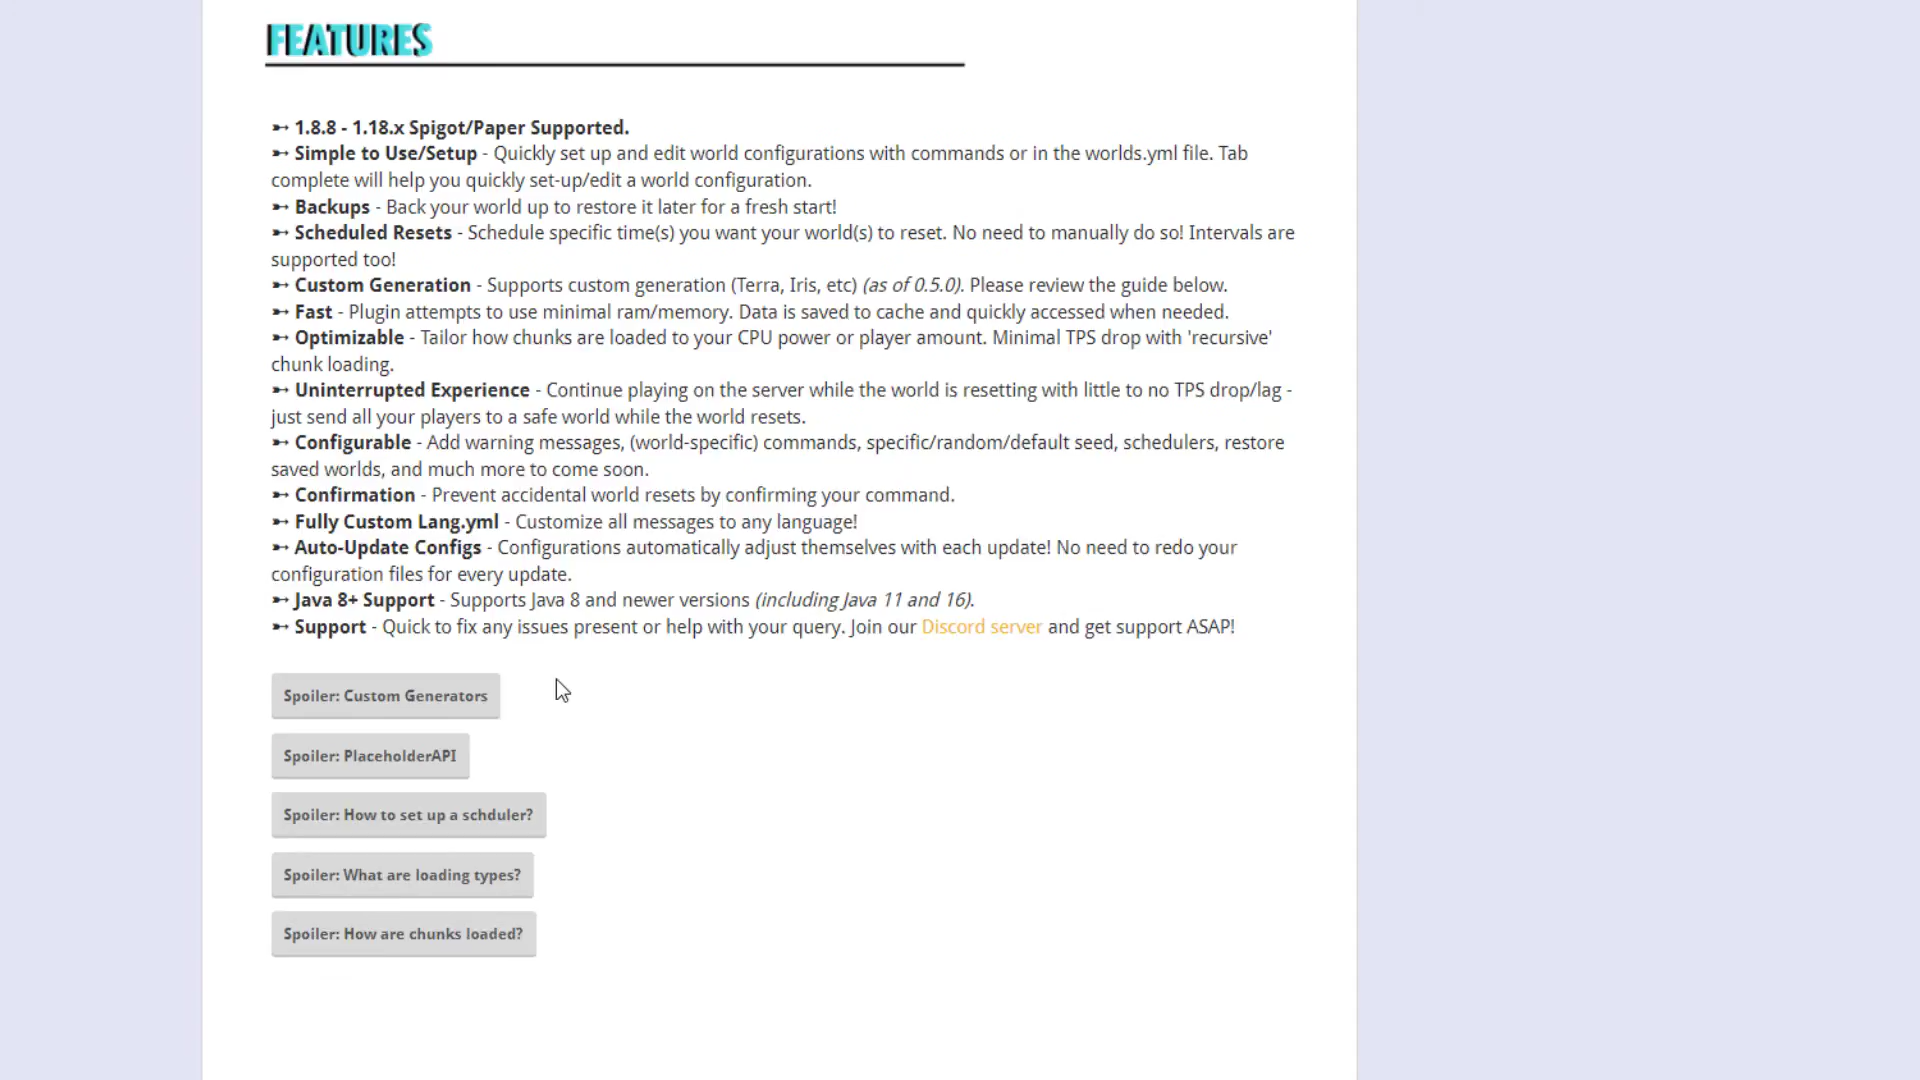 FEATURES
➸ 1.8.8 - 1.18.x Spigot/Paper Supported.
➸ Simple to Use/Setup - Quickly set up and edit world configurations with commands or in the worlds.yml file. Tab
complete will help you quickly set-up/edit a world configuration.
➸ Backups - Back your world up to restore it later for a fresh start!
➸ Scheduled Resets - Schedule specific time(s) you want your world(s) to reset. No need to manually do so! Intervals are
supported too!
➸ Custom Generation - Supports custom generation (Terra, Iris, etc) (as of 0.5.0). Please review the guide below.
➸ Fast - Plugin attempts to use minimal ram/memory. Data is saved to cache and quickly accessed when needed.
➸ Optimizable - Tailor how chunks are loaded to your CPU power or player amount. Minimal TPS drop with 'recursive'
chunk loading.
➸ Uninterrupted Experience - Continue playing on the server while the world is resetting with little to no TPS drop/lag -
just send all your players to a safe world while the world resets.
➸ Configurable - Add warning messages, (world-specific) commands, specific/random/default seed, schedulers, restore
saved worlds, and much more to come soon.
➸ Confirmation - Prevent accidental world resets by confirming your command.
➸ Fully Custom Lang.yml - Customize all messages to any language!
➸ Auto-Update Configs - Configurations automatically adjust themselves with each update! No need to redo your
configuration files for every update.
➸ Java 8+ Support - Supports Java 8 and newer versions (including Java 11 and 16).
➸ Support - Quick to fix any issues present or help with your query. Join our Discord server and get support ASAP!
Spoiler: Custom Generators
Spoiler: PlaceholderAPI
Spoiler: How to set up a schduler?
Spoiler: What are loading types?
Spoiler: How are chunks loaded?